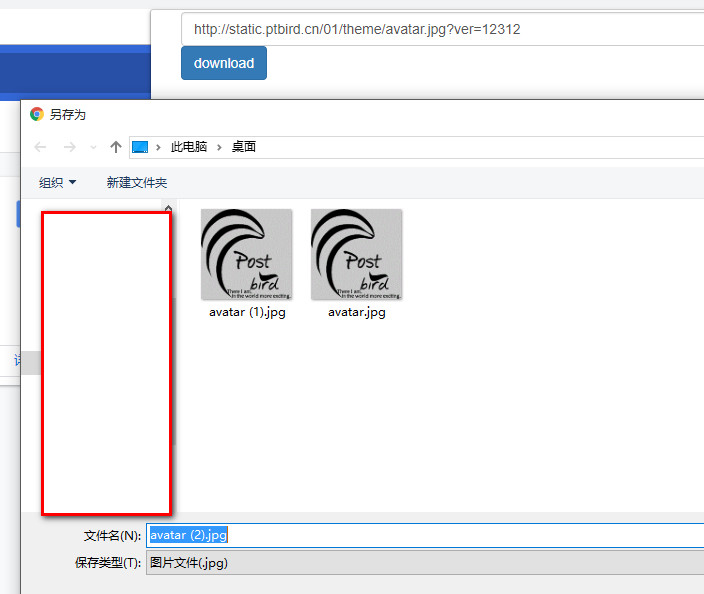 http://static.ptbird.cn/01/theme/avatar.jpg?ver=12312
download
另存为
此电脑 › 桌面
组织
新建文件夹
Post
bird
There I am,
in the world more exciting.
Post
bird
There I am,
in the world more exciting.
avatar (1).jpg
avatar.jpg
文件名(N):
avatar (2).jpg
保存类型(T):
图片文件(.jpg)